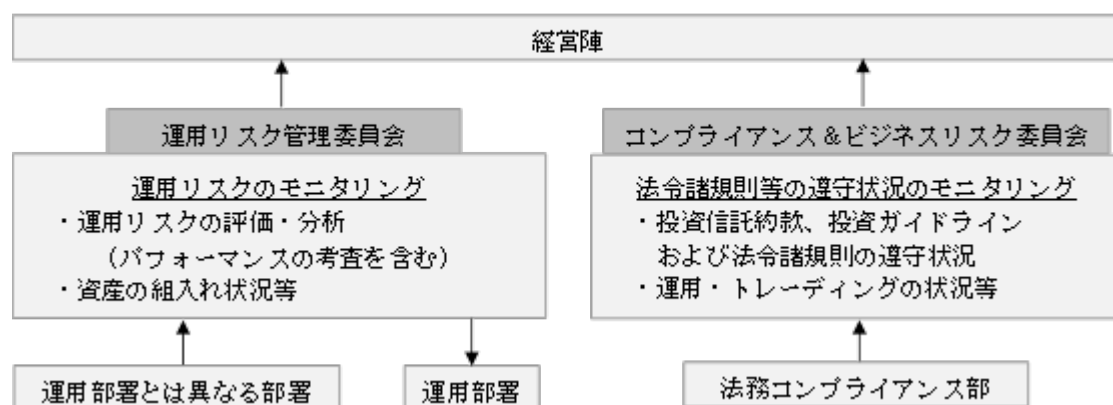 経営陣
運用リスク管理委員会
運用リスクのモニタリング
・運用リスクの評価・分析
（パフォーマンスの考査を含む）
・資産の組入れ状況等
運用部署とは異なる部署
運用部署
コンプライアンス＆ビジネスリスク委員会
法令諸規則等の遵守状況のモニタリング
・投資信託約款、投資ガイドライン
および法令諸規則の遵守状況
・運用・トレーディングの状況等
法務コンプライアンス部